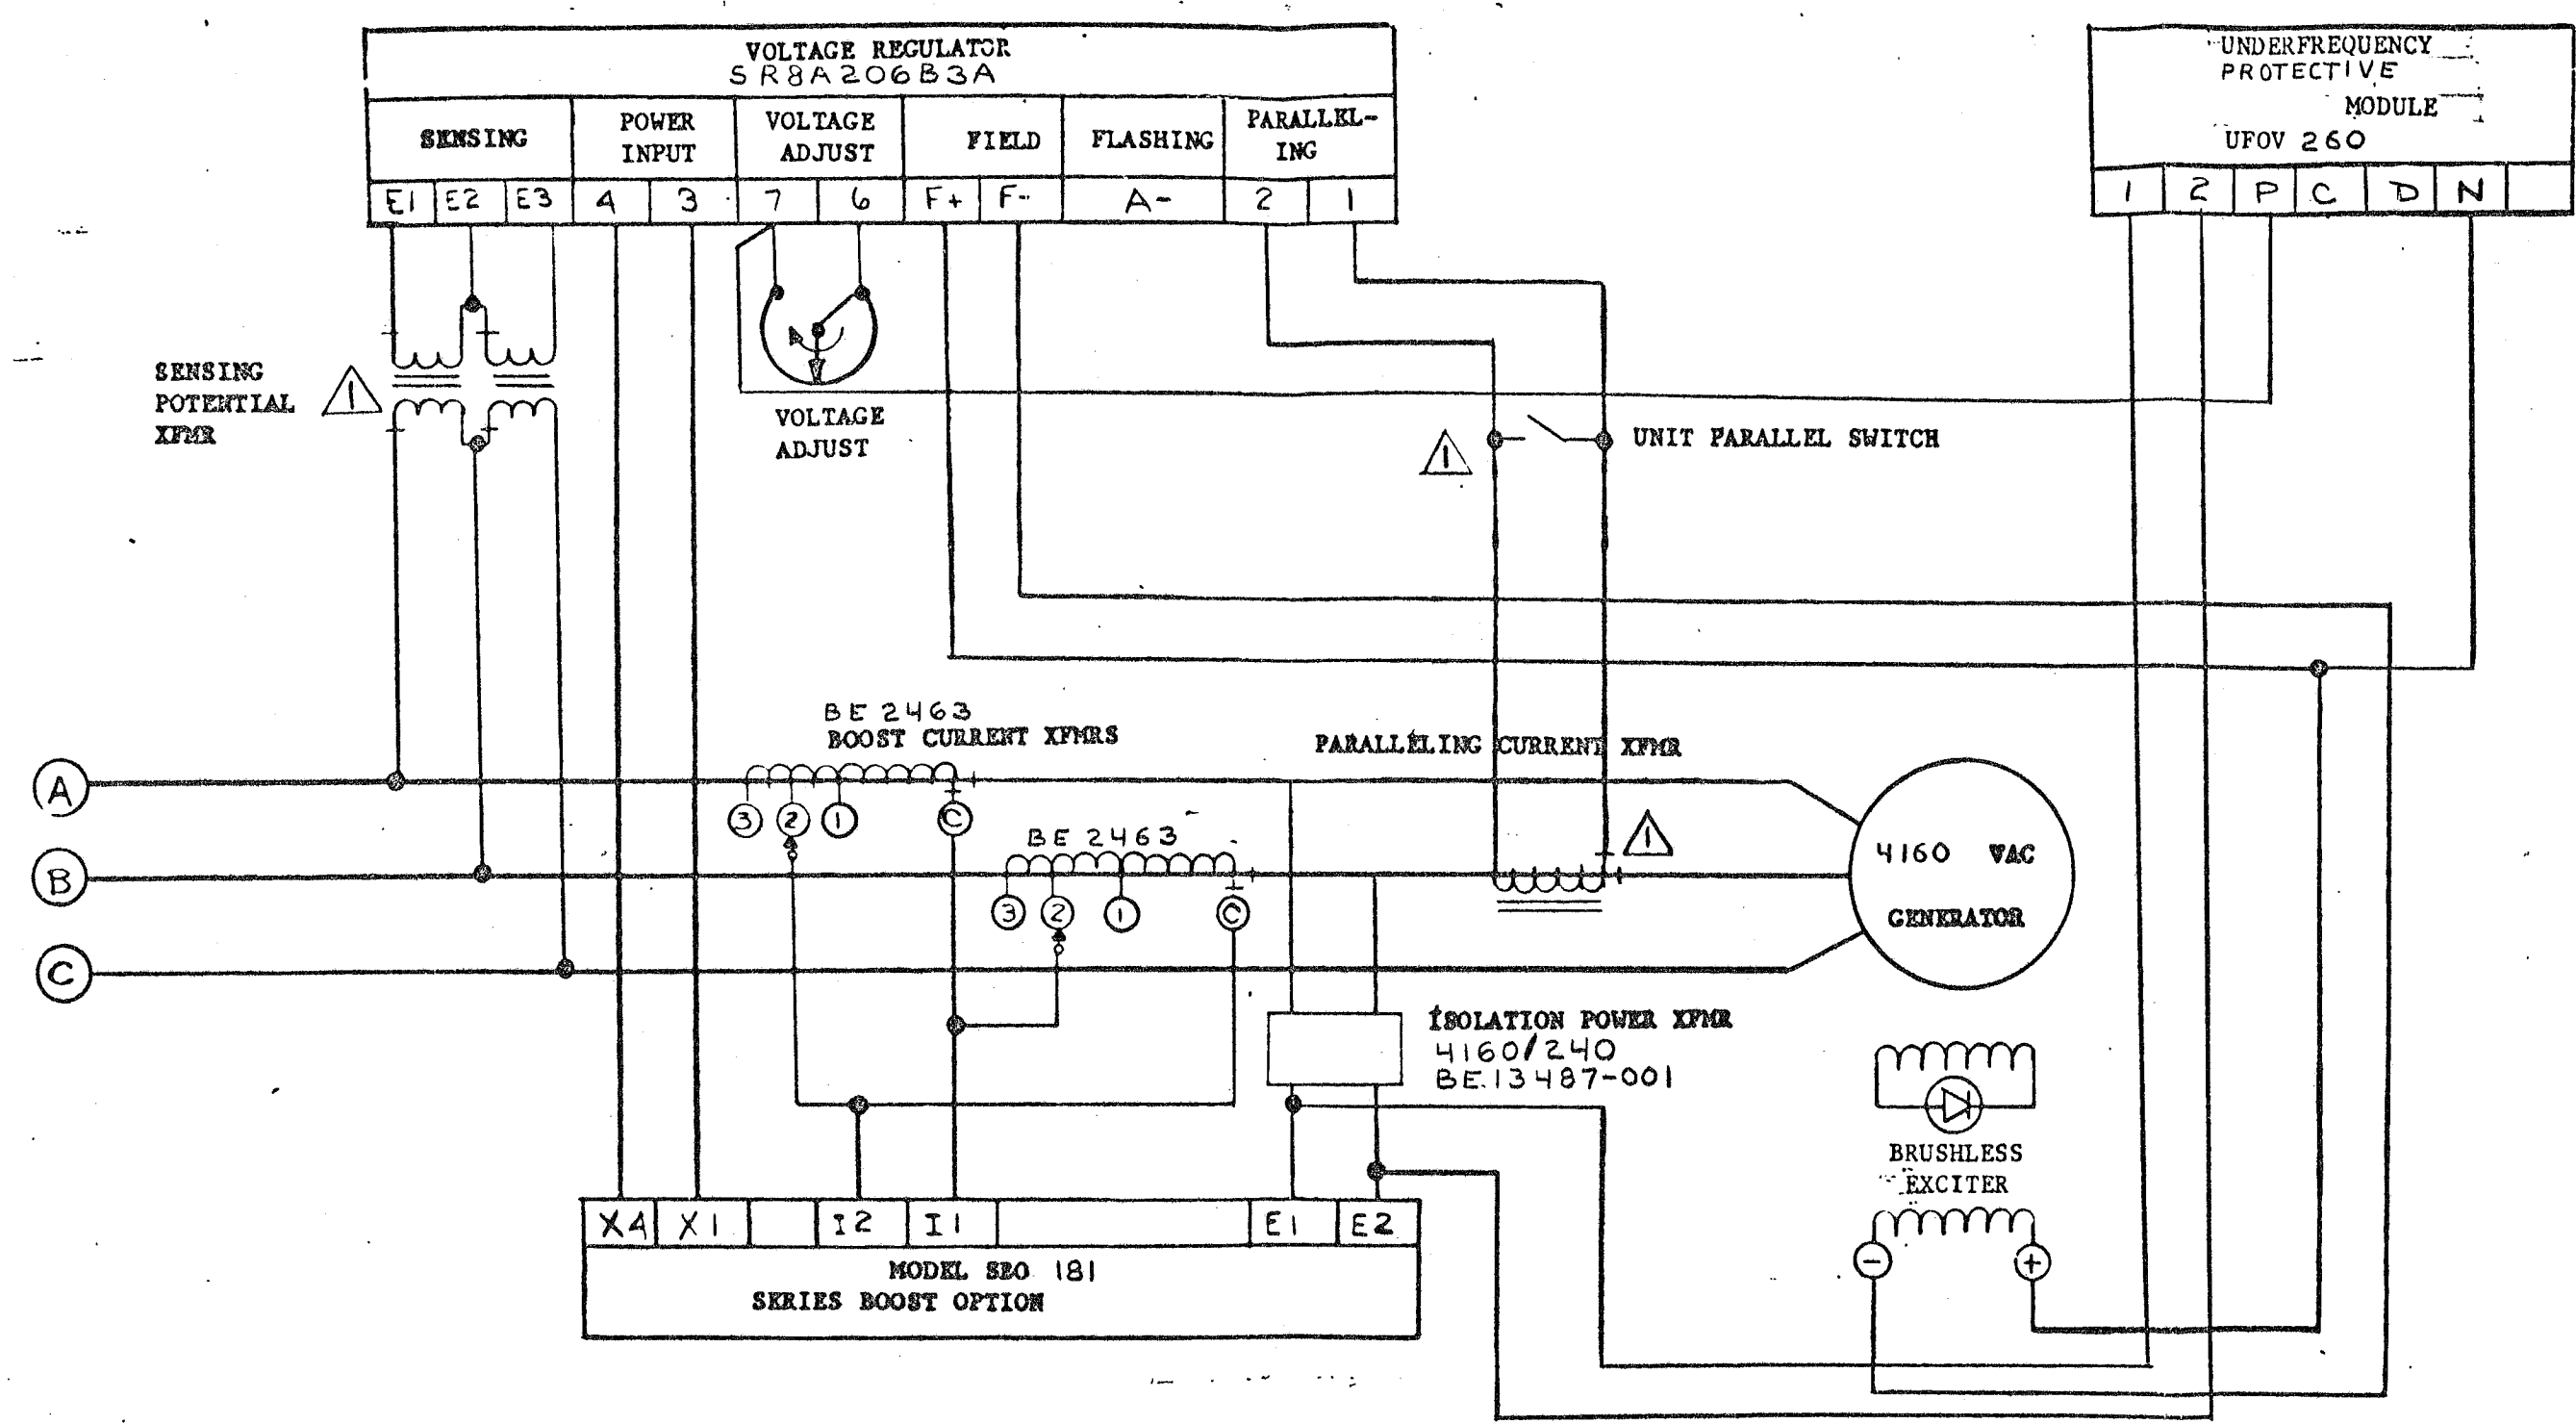 VOLTAGE REGULATOR
SR8A206B3A
SENSING
POWER
INPUT
VOLTAGE
ADJUST
FIELD
FLASHING
PARALLEL-
ING
E1 E2 E3 4 3 7 6 F+ F- A- 2 1
UNDERFREQUENCY
PROTECTIVE
MODULE
UFOV 260
1 2 P C D N
SENSING
POTENTIAL
XFMR
1
VOLTAGE
ADJUST
1
UNIT PARALLEL SWITCH
BE 2463
BOOST CURRENT XFMRS
PARALLELING CURRENT XFMR
A
3 2 1 C
BE 2463
1
B
3 2 1 C
C
4160 VAC
GENERATOR
ISOLATION POWER XFMR
4160/240
BE.13487-001
BRUSHLESS
EXCITER
- +
X4 X1 I2 I1 E1 E2
MODEL SBO 181
SERIES BOOST OPTION